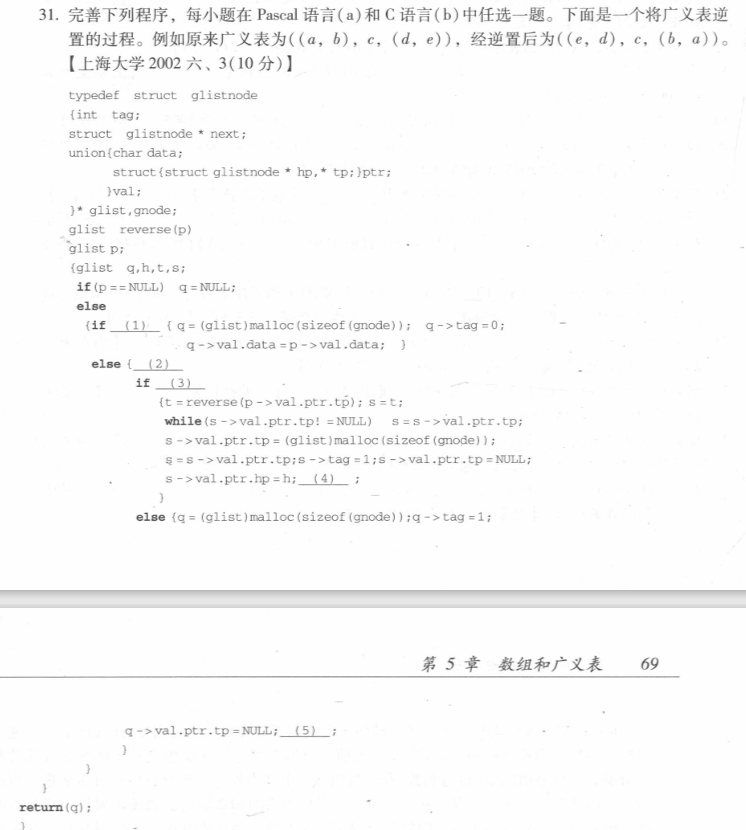 31. 完善下列程序，每小题在 Pascal 语言(a)和 C 语言(b)中任选一题。下面是一个将广义表逆
置的过程。例如原来广义表为((a, b), c, (d, e))，经逆置后为((e, d), c, (b, a))。
【上海大学 2002 六、3(10 分)】
typedef struct glistnode
{int tag;
struct glistnode * next;
union{char data;
struct{struct glistnode * hp,* tp;}ptr;
}val;
}* glist,gnode;
glist reverse(p)
glist p;
{glist q,h,t,s;
if(p==NULL) q=NULL;
else
{if __(1)__ { q=(glist)malloc(sizeof(gnode)); q->tag=0;
q->val.data=p->val.data; }
else {__(2)__
if __(3)__
{t=reverse(p->val.ptr.tp); s=t;
while(s->val.ptr.tp!=NULL) s=s->val.ptr.tp;
s->val.ptr.tp=(glist)malloc(sizeof(gnode));
s=s->val.ptr.tp;s->tag=1;s->val.ptr.tp=NULL;
s->val.ptr.hp=h;__(4)__ ;
}
else {q=(glist)malloc(sizeof(gnode));q->tag=1;
第 5 章 数组和广义表 69
q->val.ptr.tp=NULL;__(5)__;
}
}
}
return(q);
}